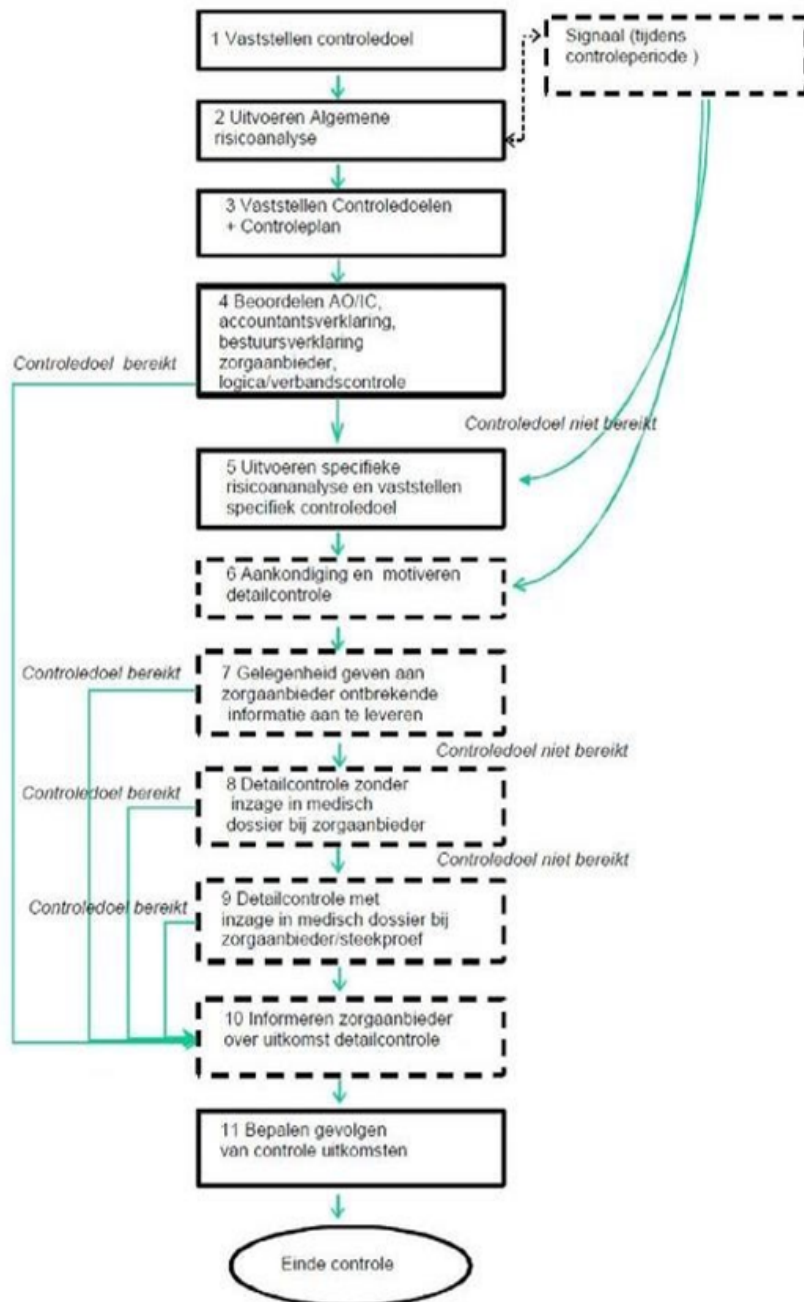 1 Vaststellen controledoel
Signaal (tijdens
controleperiode )
2 Uitvoeren Algemene
risicoanalyse
3 Vaststellen Controledoelen
+ Controleplan
4 Beoordelen AO/IC,
accountantsverklaring,
bestuursverklaring
zorgaanbieder,
logica/verbandscontrole
Controledoel bereikt
Controledoel niet bereikt
5 Uitvoeren specifieke
risicoananalyse en vaststellen
specifiek controledoel
6 Aankondiging en motiveren
detailcontrole
Controledoel bereikt
7 Gelegenheid geven aan
zorgaanbieder ontbrekende
informatie aan te leveren
Controledoel niet bereikt
Controledoel bereikt
8 Detailcontrole zonder
inzage in medisch
dossier bij zorgaanbieder
Controledoel niet bereikt
Controledoel bereikt
9 Detailcontrole met
inzage in medisch dossier bij
zorgaanbieder/steekproef
10 Informeren zorgaanbieder
over uitkomst detailcontrole
11 Bepalen gevolgen
van controle uitkomsten
Einde controle